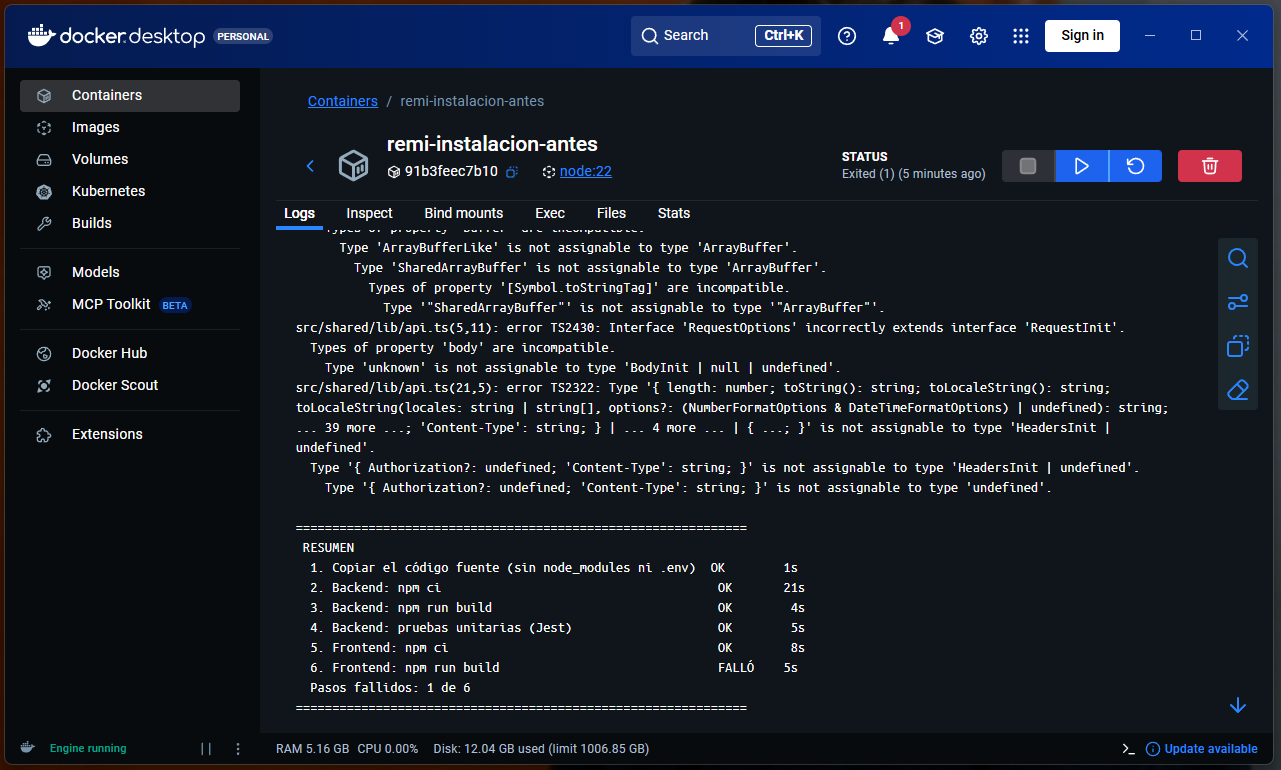 docker.desktop PERSONAL
Search Ctrl+K
1
Sign in
Containers
Images
Volumes
Kubernetes
Builds
Models
MCP Toolkit BETA
Docker Hub
Docker Scout
Extensions
Containers / remi-instalacion-antes
remi-instalacion-antes
91b3feec7b10 node:22
STATUS
Exited (1) (5 minutes ago)
Logs Inspect Bind mounts Exec Files Stats
Types of property 'buffer' are incompatible.
Type 'ArrayBufferLike' is not assignable to type 'ArrayBuffer'.
Type 'SharedArrayBuffer' is not assignable to type 'ArrayBuffer'.
Types of property '[Symbol.toStringTag]' are incompatible.
Type '"SharedArrayBuffer"' is not assignable to type '"ArrayBuffer"'.
src/shared/lib/api.ts(5,11): error TS2430: Interface 'RequestOptions' incorrectly extends interface 'RequestInit'.
Types of property 'body' are incompatible.
Type 'unknown' is not assignable to type 'BodyInit | null | undefined'.
src/shared/lib/api.ts(21,5): error TS2322: Type '{ length: number; toString(): string; toLocaleString(): string;
toLocaleString(locales: string | string[], options?: (NumberFormatOptions & DateTimeFormatOptions) | undefined): string;
... 39 more ...; 'Content-Type': string; } | ... 4 more ... | { ...; }' is not assignable to type 'HeadersInit |
undefined'.
Type '{ Authorization?: undefined; 'Content-Type': string; }' is not assignable to type 'HeadersInit | undefined'.
Type '{ Authorization?: undefined; 'Content-Type': string; }' is not assignable to type 'undefined'.
==============================================================
RESUMEN
1. Copiar el código fuente (sin node_modules ni .env) OK 1s
2. Backend: npm ci OK 21s
3. Backend: npm run build OK 4s
4. Backend: pruebas unitarias (Jest) OK 5s
5. Frontend: npm ci OK 8s
6. Frontend: npm run build FALLÓ 5s
Pasos fallidos: 1 de 6
==============================================================
Engine running
RAM 5.16 GB CPU 0.00% Disk: 12.04 GB used (limit 1006.85 GB)
Update available